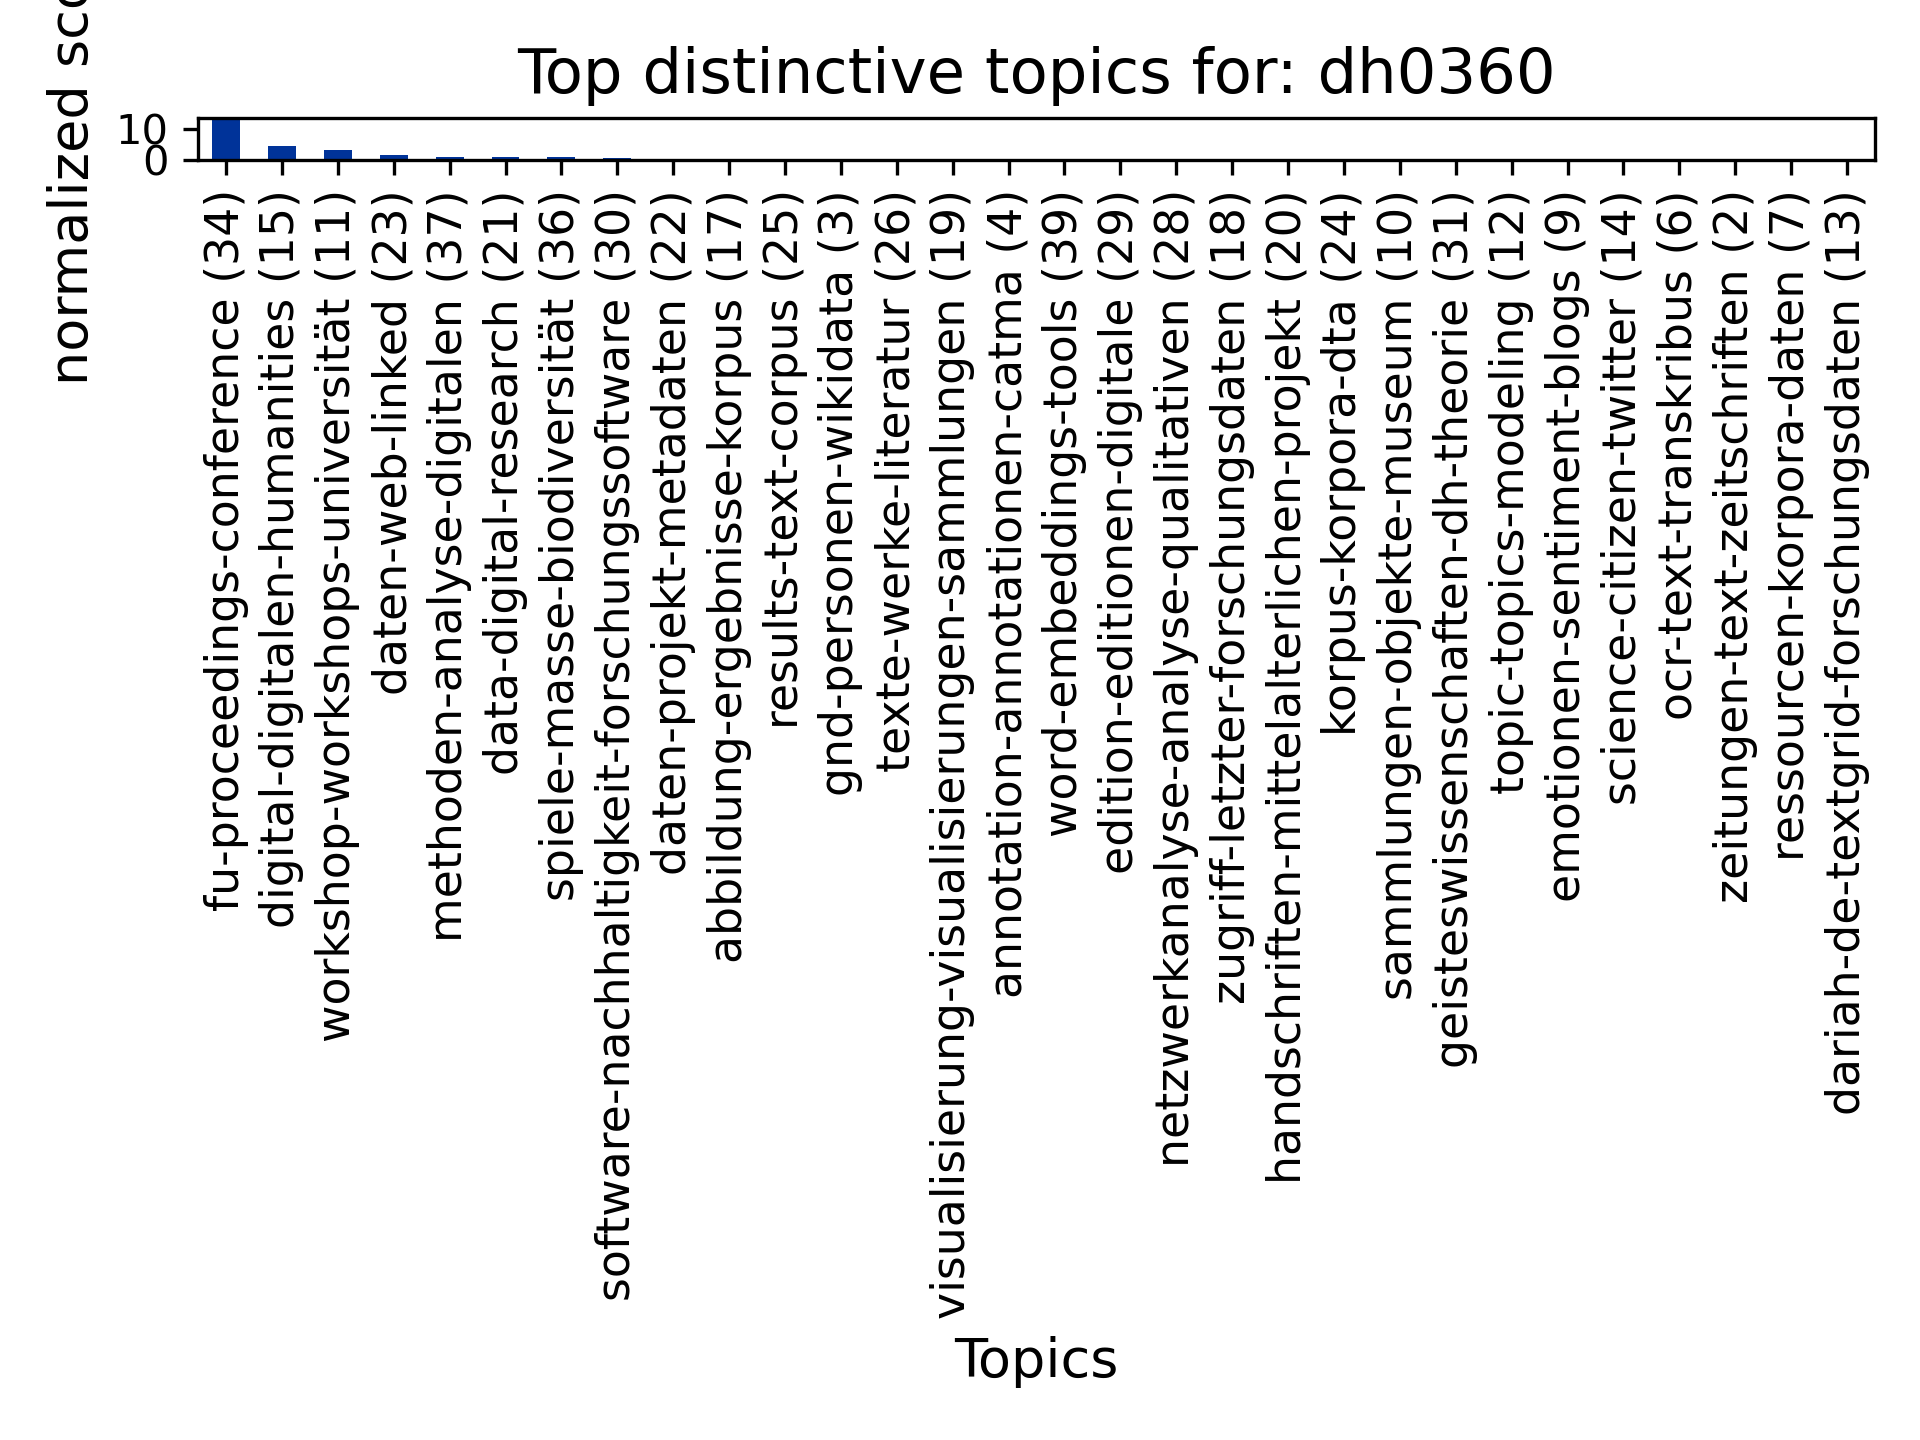 Top distinctive topics for: dh0360
normalized sco
10
0
fu-proceedings-conference (34)
digital-digitalen-humanities (15)
workshop-workshops-universität (11)
daten-web-linked (23)
methoden-analyse-digitalen (37)
data-digital-research (21)
spiele-masse-biodiversität (36)
software-nachhaltigkeit-forschungssoftware (30)
daten-projekt-metadaten (22)
abbildung-ergebnisse-korpus (17)
results-text-corpus (25)
gnd-personen-wikidata (3)
texte-werke-literatur (26)
visualisierung-visualisierungen-sammlungen (19)
annotation-annotationen-catma (4)
word-embeddings-tools (39)
edition-editionen-digitale (29)
netzwerkanalyse-analyse-qualitativen (28)
zugriff-letzter-forschungsdaten (18)
handschriften-mittelalterlichen-projekt (20)
korpus-korpora-dta (24)
sammlungen-objekte-museum (10)
geisteswissenschaften-dh-theorie (31)
topic-topics-modeling (12)
emotionen-sentiment-blogs (9)
science-citizen-twitter (14)
ocr-text-transkribus (6)
zeitungen-text-zeitschriften (2)
ressourcen-korpora-daten (7)
dariah-de-textgrid-forschungsdaten (13)
Topics